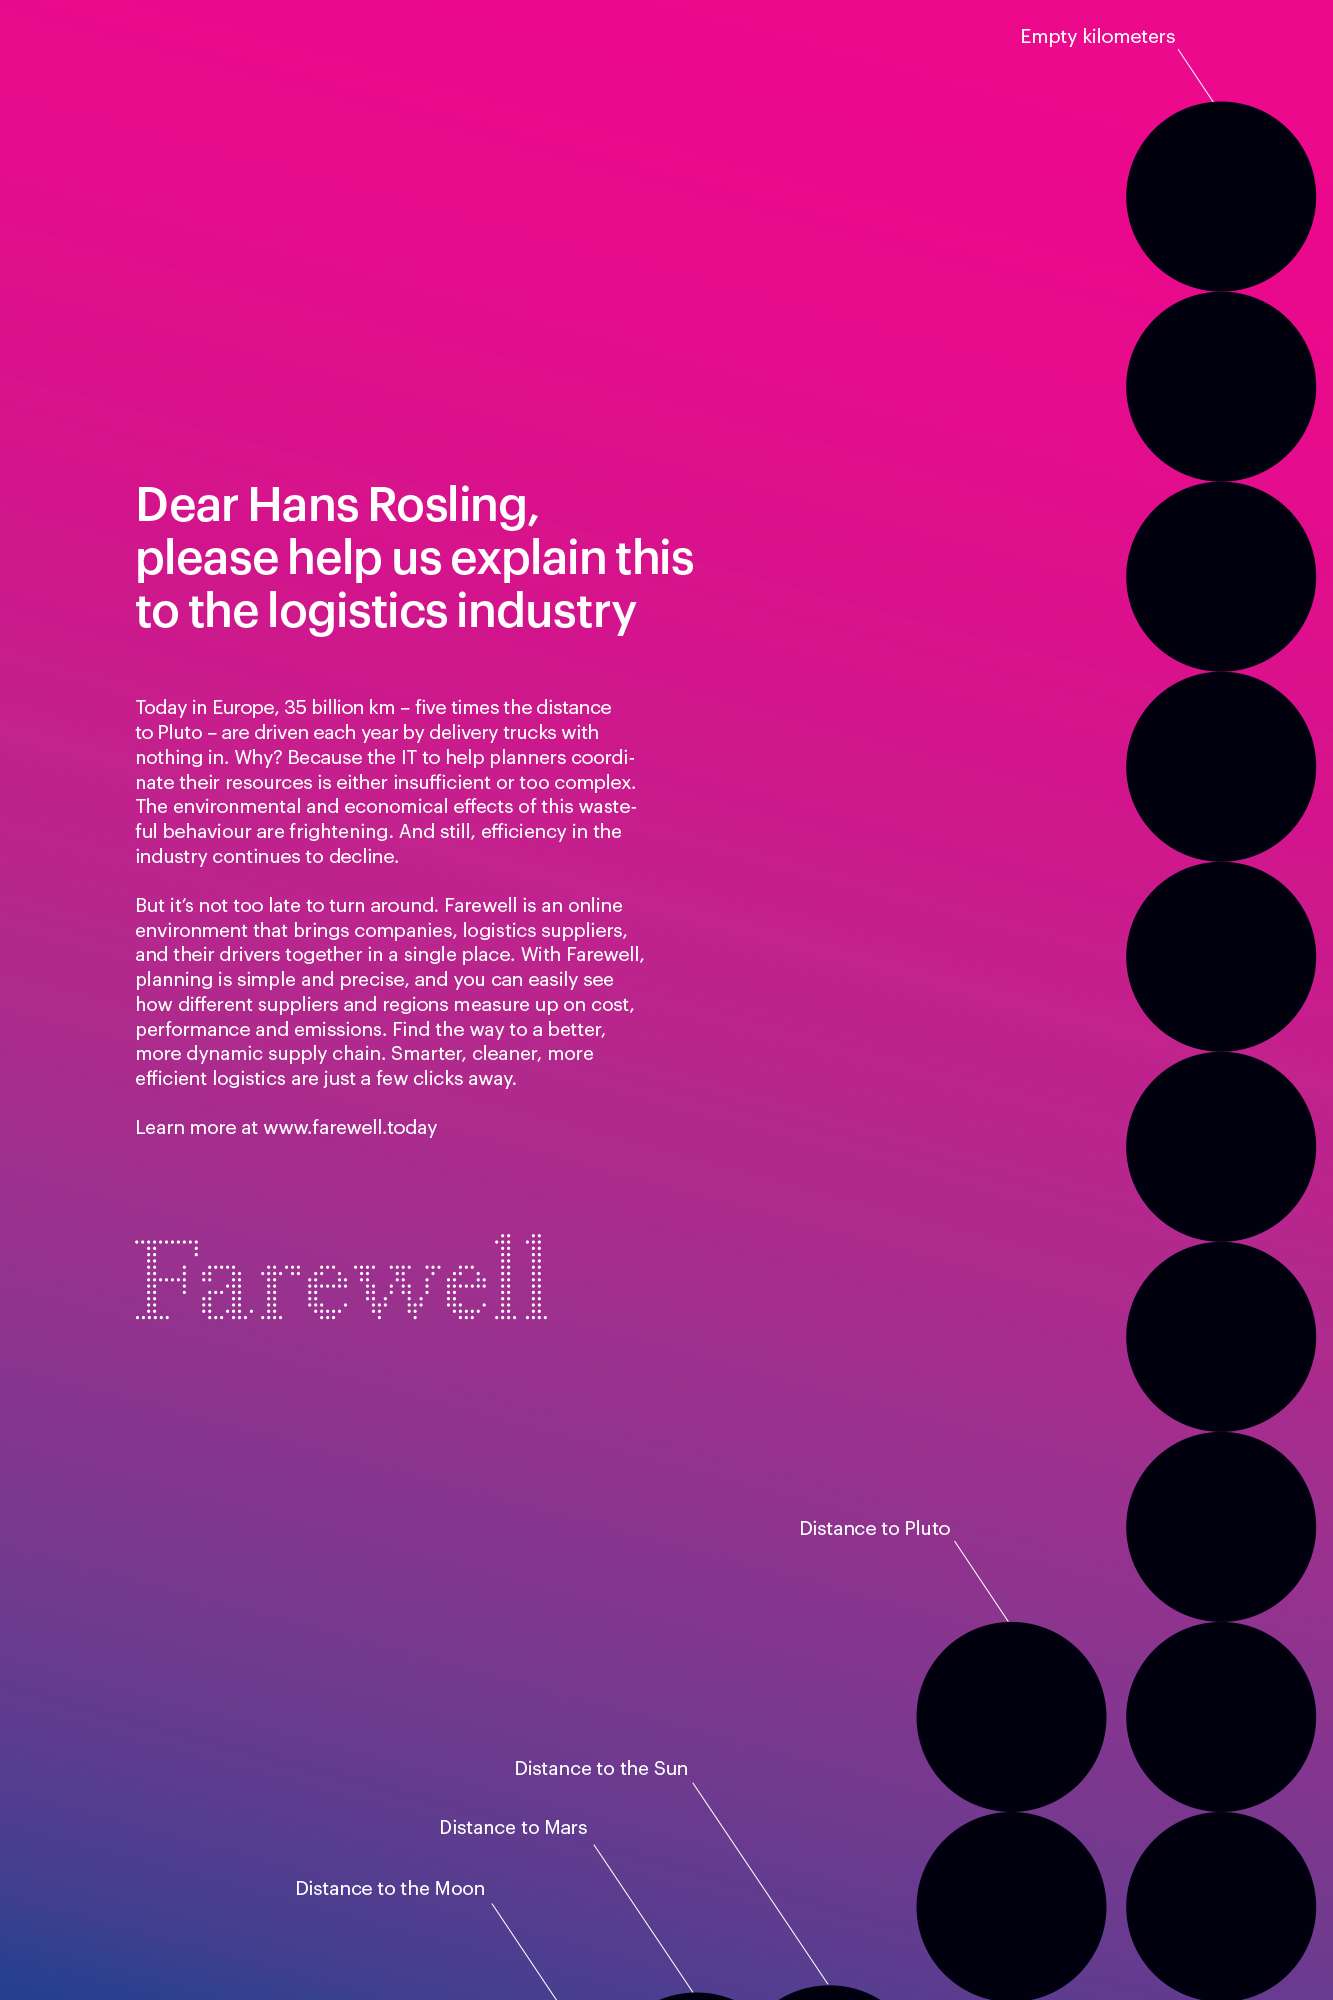 Empty kilometers
Dear Hans Rosling,
please help us explain this
to the logistics industry
Today in Europe, 35 billion km – five times the distance
to Pluto – are driven each year by delivery trucks with
nothing in. Why? Because the IT to help planners coordi-
nate their resources is either insufficient or too complex.
The environmental and economical effects of this waste-
ful behaviour are frightening. And still, efficiency in the
industry continues to decline.
But it’s not too late to turn around. Farewell is an online
environment that brings companies, logistics suppliers,
and their drivers together in a single place. With Farewell,
planning is simple and precise, and you can easily see
how different suppliers and regions measure up on cost,
performance and emissions. Find the way to a better,
more dynamic supply chain. Smarter, cleaner, more
efficient logistics are just a few clicks away.
Learn more at www.farewell.today
Farewell
Distance to Pluto
Distance to the Sun
Distance to Mars
Distance to the Moon